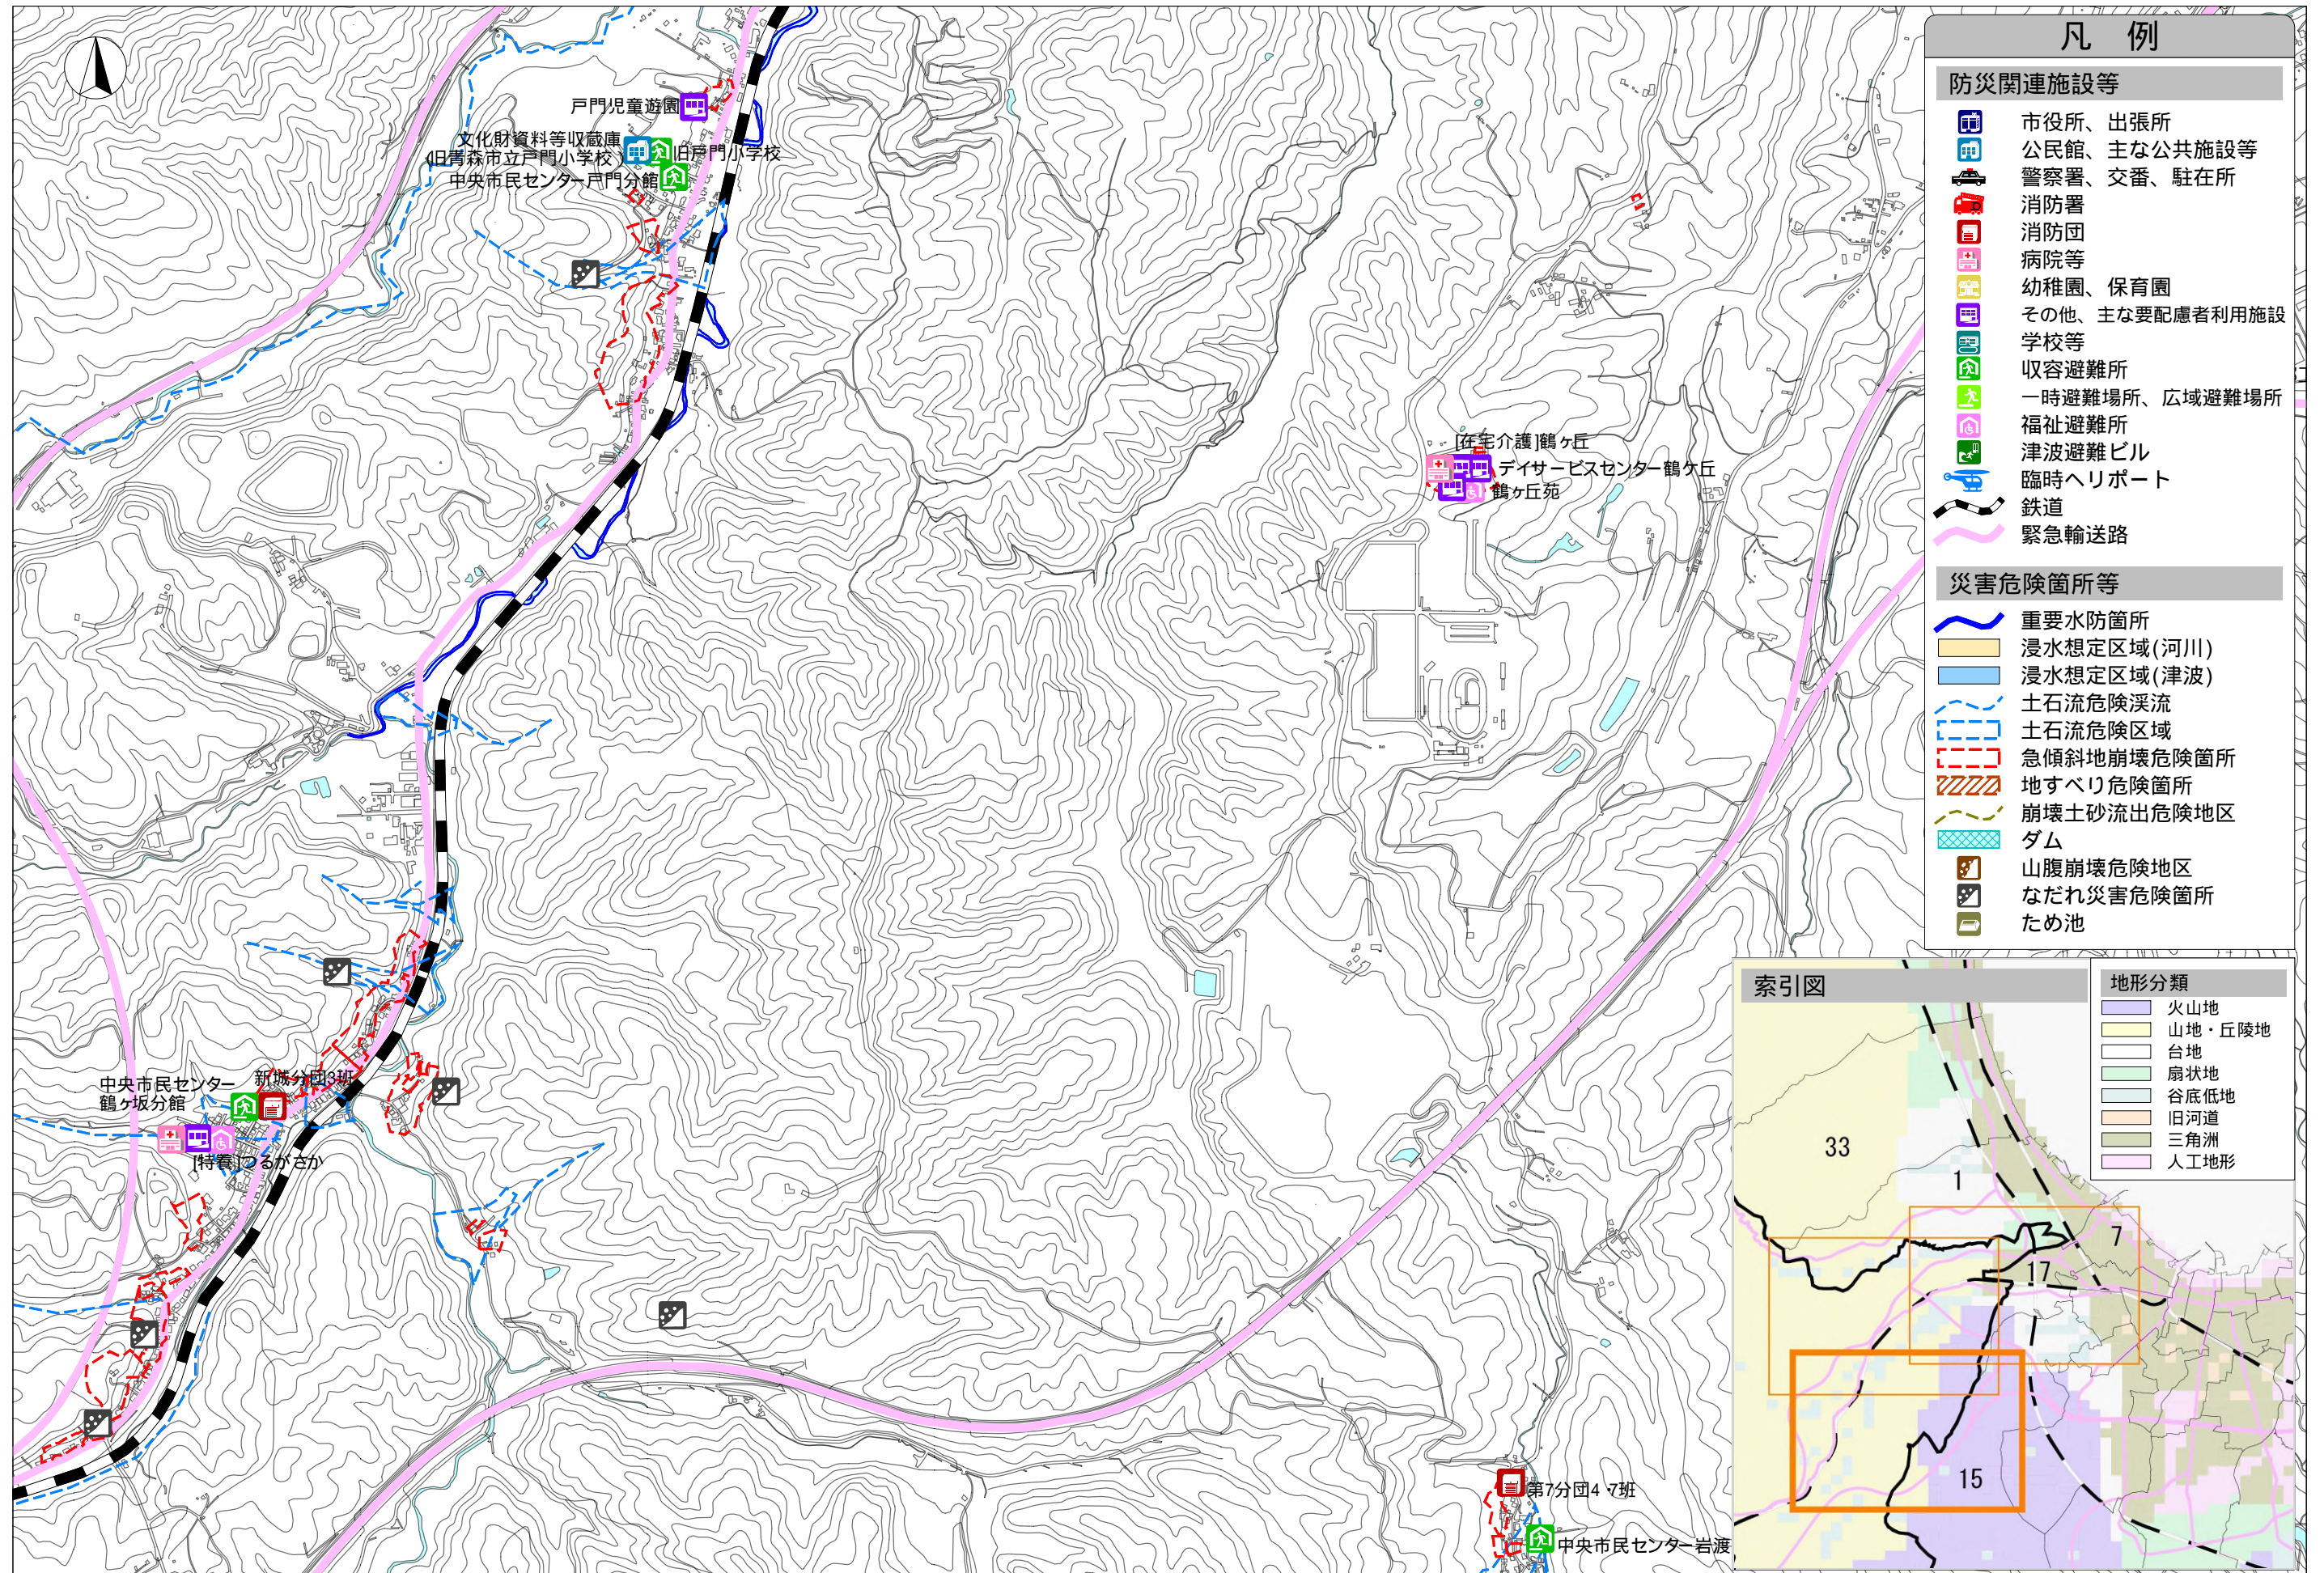 戸門児童遊園
文化財資料等収蔵庫
(旧青森市立戸門小学校)
旧戸門小学校
中央市民センター戸門分館
[在宅介護]鶴ヶ丘
デイサービスセンター鶴ケ丘
鶴ヶ丘苑
中央市民センター
鶴ヶ坂分館
新城分団3班
[特養]つるがさか
第7分団4・7班
中央市民センター岩渡
凡 例
防災関連施設等
市役所、出張所
公民館、主な公共施設等
警察署、交番、駐在所
消防署
消防団
病院等
幼稚園、保育園
その他、主な要配慮者利用施設
学校等
収容避難所
一時避難場所、広域避難場所
福祉避難所
津波避難ビル
臨時ヘリポート
鉄道
緊急輸送路
災害危険箇所等
重要水防箇所
浸水想定区域(河川)
浸水想定区域(津波)
土石流危険渓流
土石流危険区域
急傾斜地崩壊危険箇所
地すべり危険箇所
崩壊土砂流出危険地区
ダム
山腹崩壊危険地区
なだれ災害危険箇所
ため池
索引図
33
1
7
17
15
地形分類
火山地
山地・丘陵地
台地
扇状地
谷底低地
旧河道
三角洲
人工地形